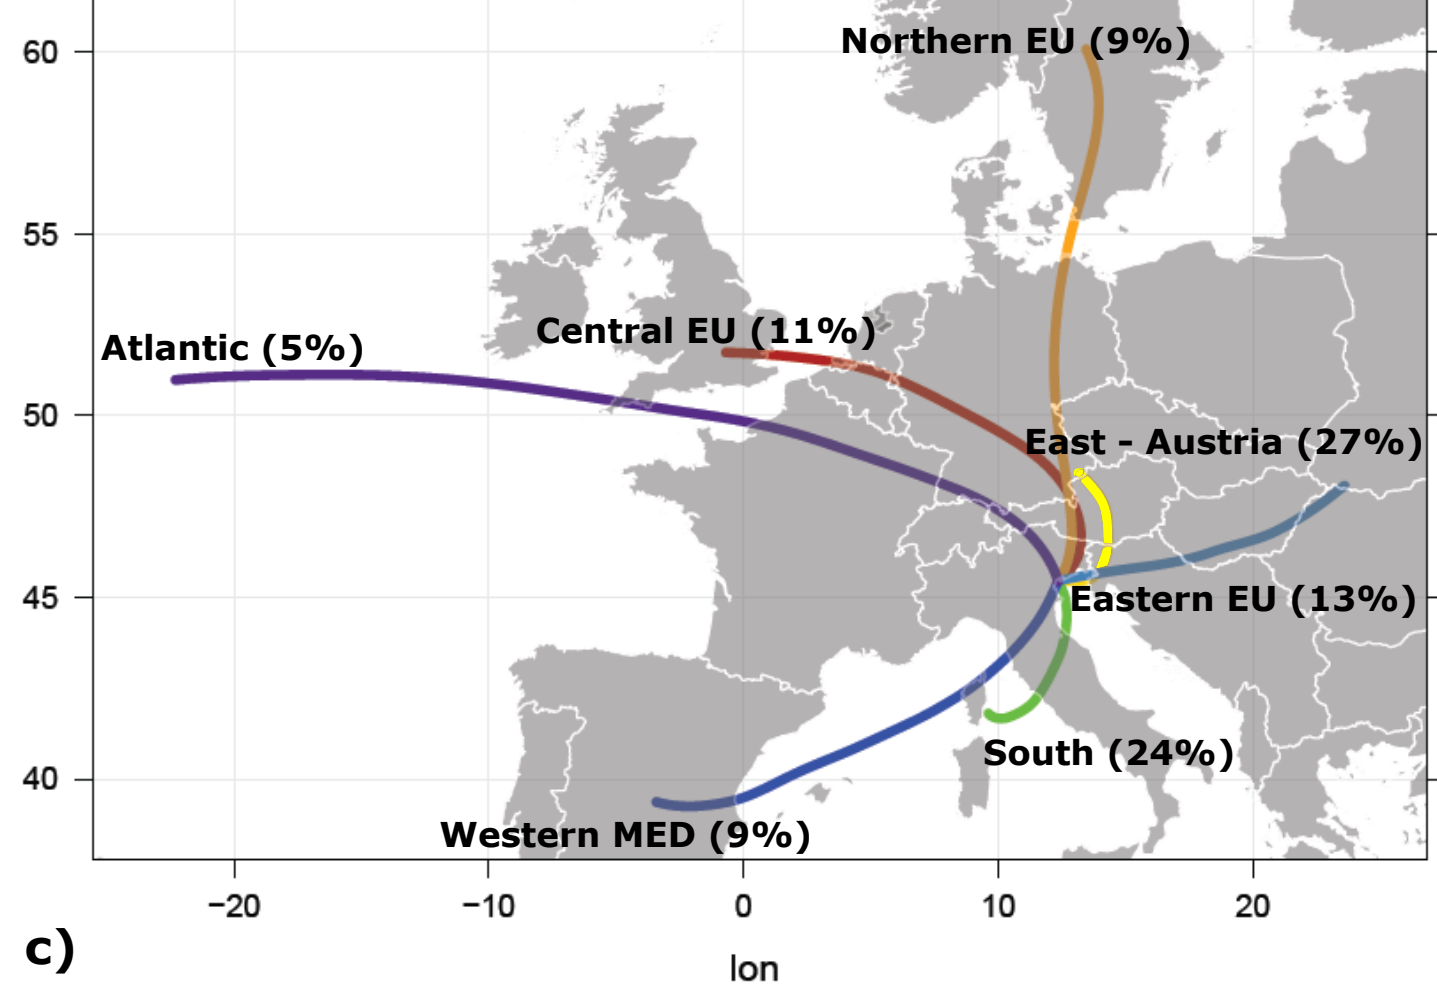 60
Northern EU (9%)
55
Central EU (11%)
Atlantic (5%)
50
East - Austria (27%)
45
Eastern EU (13%)
South (24%)
40
Western MED (9%)
−20 −10 0 10 20
c)
lon